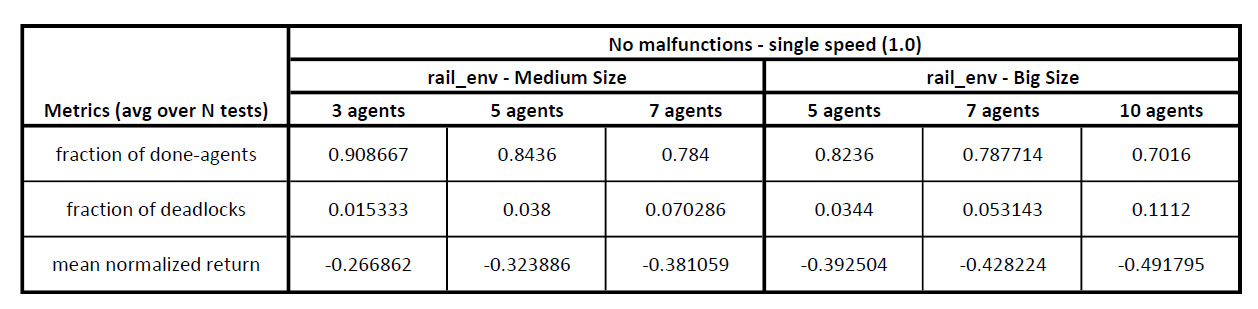 No malfunctions - single speed (1.0)
rail_env - Medium Size rail_env - Big Size
Metrics (avg over N tests) 3 agents 5 agents 7 agents 5 agents 7 agents 10 agents
fraction of done-agents 0.908667 0.8436 0.784 0.8236 0.787714 0.7016
fraction of deadlocks 0.015333 0.038 0.070286 0.0344 0.053143 0.1112
mean normalized return -0.266862 -0.323886 -0.381059 -0.392504 -0.428224 -0.491795